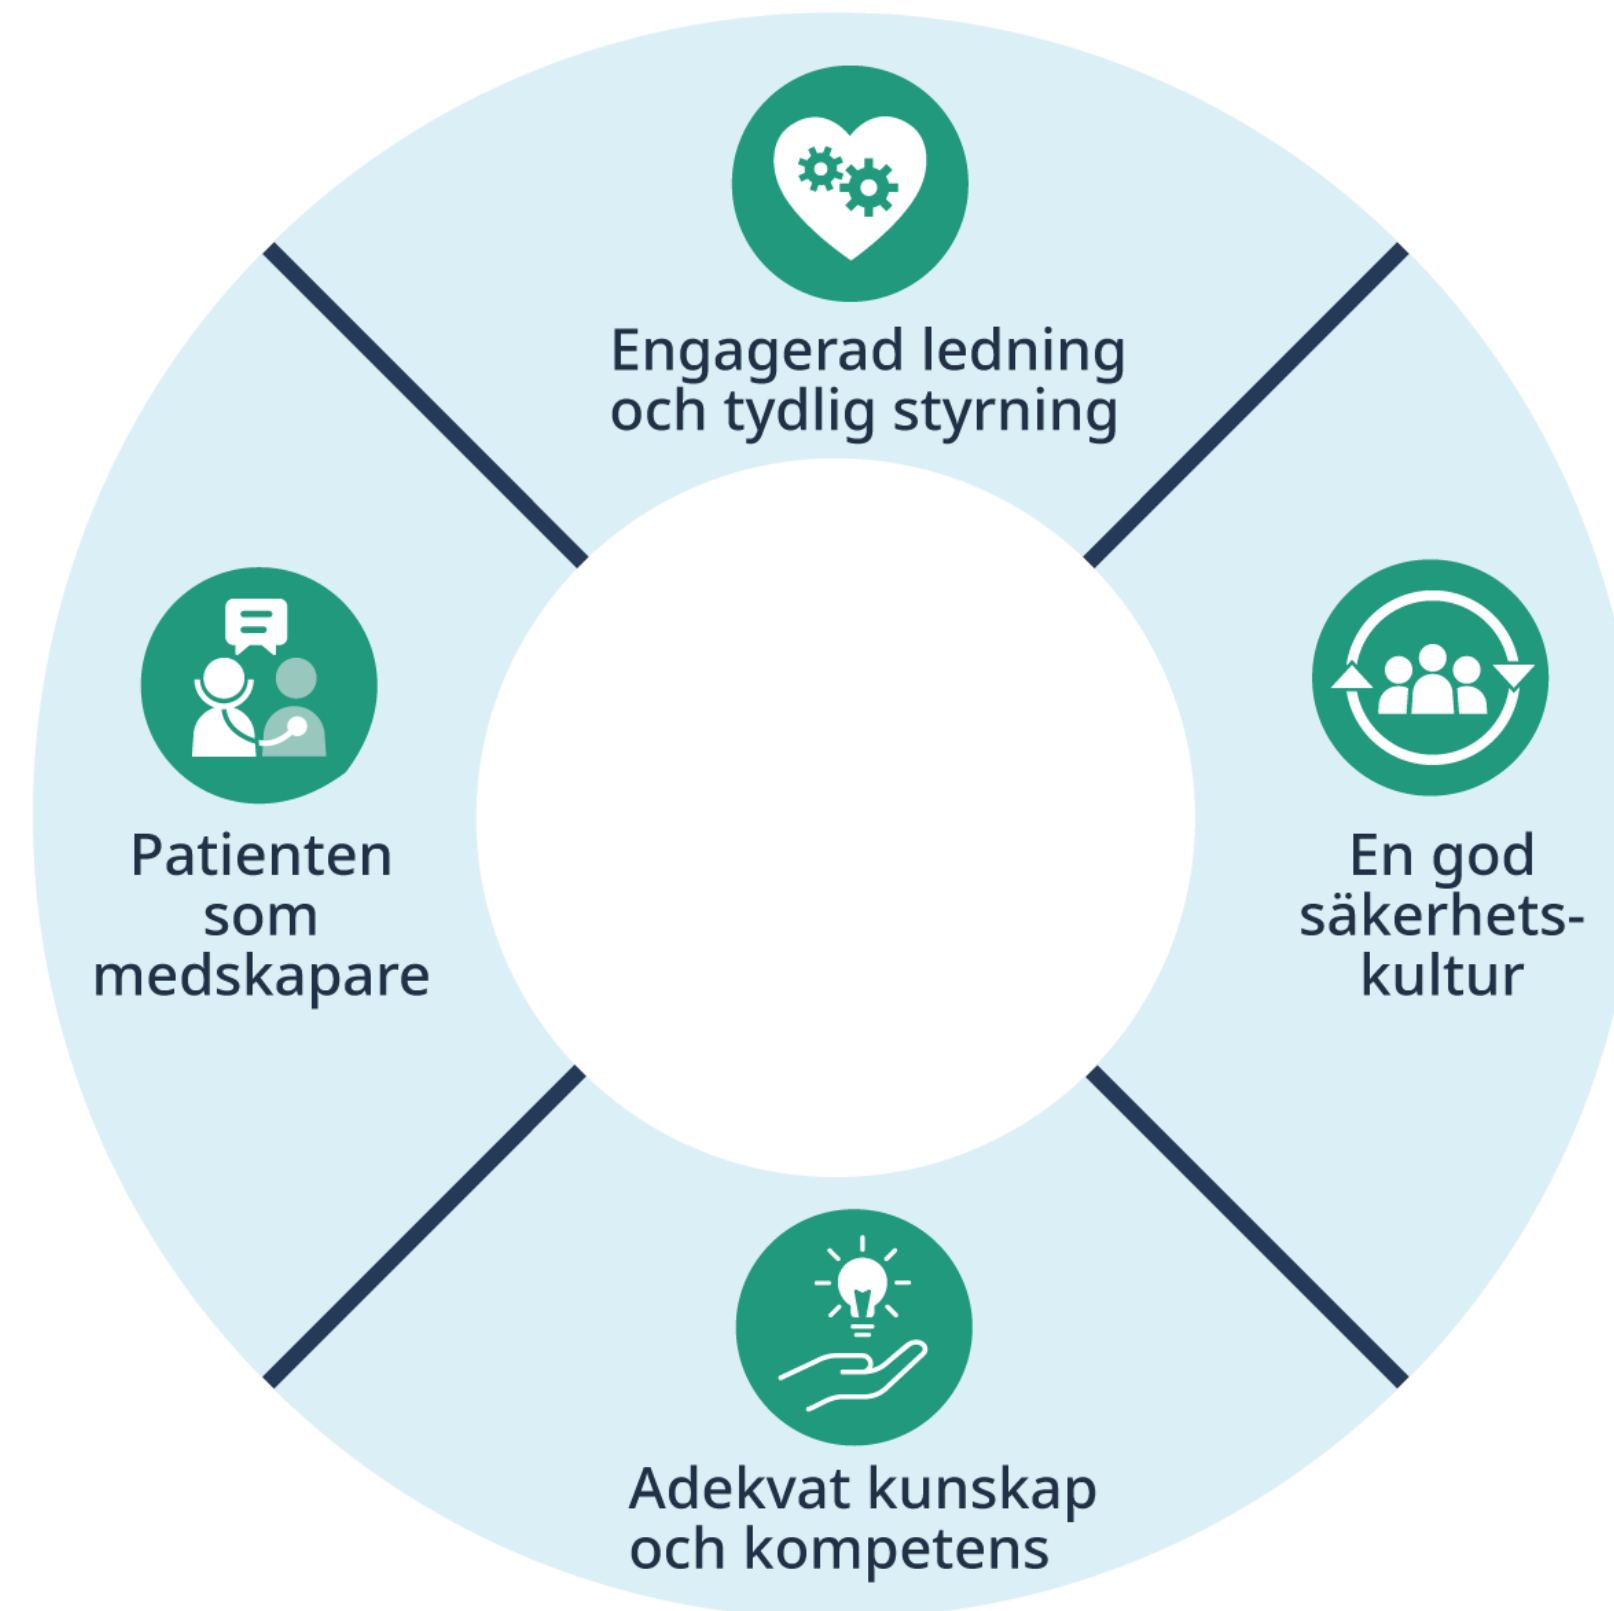 Engagerad ledning
och tydlig styrning
Patienten
som
medskapare
En god
säkerhets-
kultur
Adekvat kunskap
och kompetens